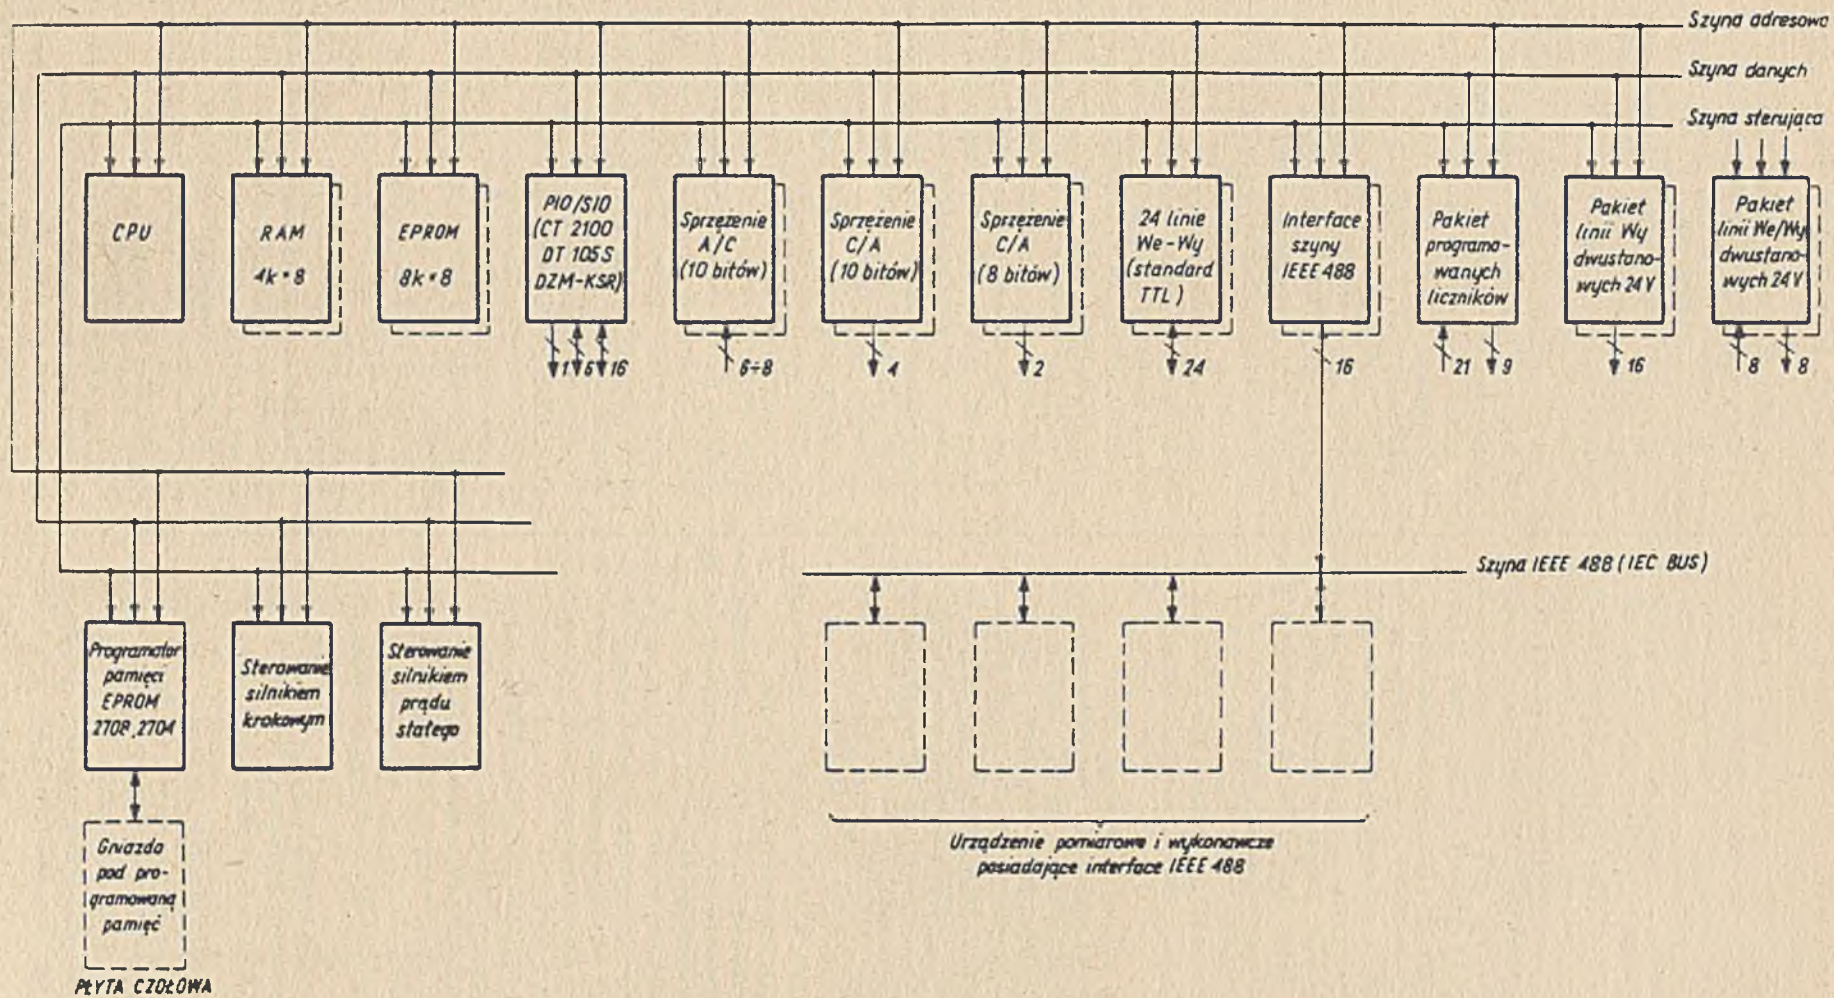 Szyna adresowa
Szyna danych
Szyna sterująca
CPU
RAM
4k × 8
EPROM
8k × 8
PIO/SIO
(CT 2100
DT 105S
DZM-KSR)
1 6 16
Sprzężenie
A/C
(10 bitów)
6÷8
Sprzężenie
C/A
(10 bitów)
4
Sprzężenie
C/A
(8 bitów)
2
24 linie
We-Wy
(standard
TTL)
24
Interface
szyny
IEEE 488
16
Pakiet
programo-
wanych
liczników
21 9
Pakiet
linii Wy
dwustano-
wych 24 V
16
Pakiet
linii We/Wy
dwustano-
wych 24 V
8 8
Programator
pamięci
EPROM
2708, 2704
Sterowanie
silnikiem
krokowym
Sterowanie
silnikiem
prądu
stałego
Gniazdo
pod pro-
gramowaną
pamięć
PŁYTA CZOŁOWA
Szyna IEEE 488 (IEC BUS)
Urządzenie pomiarowe i wykonawcze
posiadające interface IEEE 488